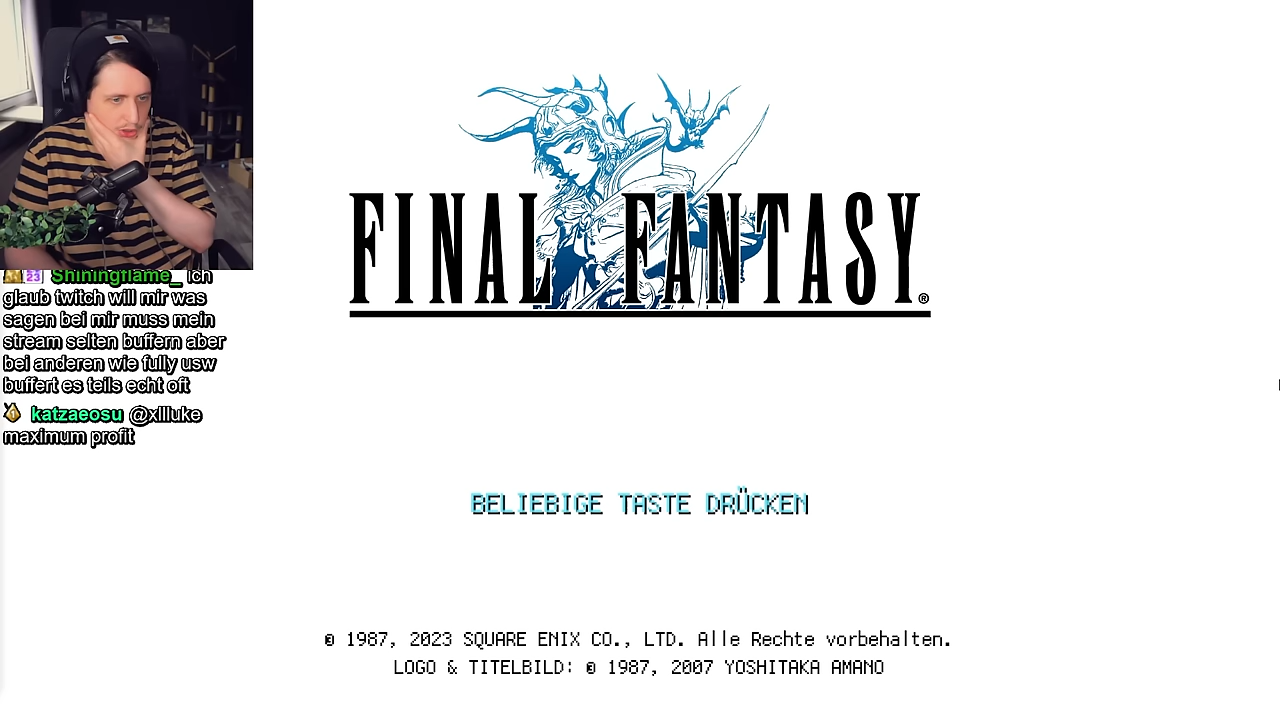 Shiningflame_ ich
glaub twitch will mir was
sagen bei mir muss mein
stream selten buffern aber
bei anderen wie fully usw
buffert es teils echt oft
katzaeosu @xllluke
maximum profit
FINAL FANTASY®
BELIEBIGE TASTE DRÜCKEN
© 1987, 2023 SQUARE ENIX CO., LTD. Alle Rechte vorbehalten.
LOGO & TITELBILD: © 1987, 2007 YOSHITAKA AMANO